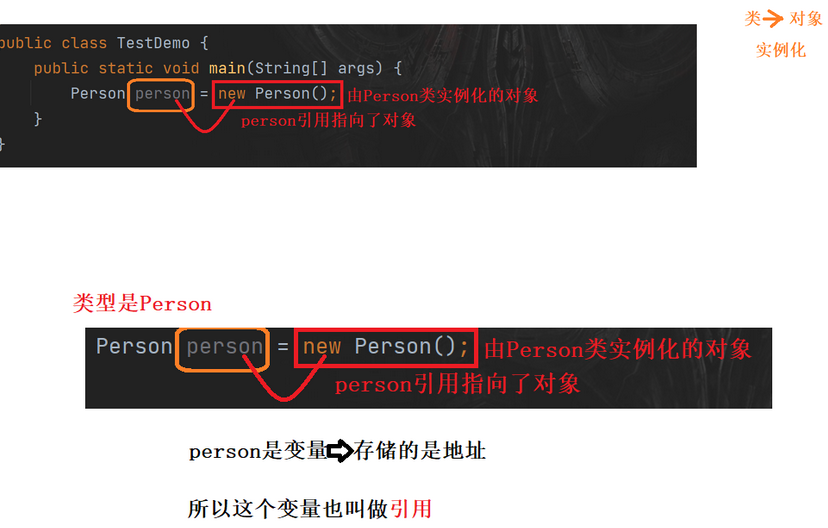 类→对象
实例化
public class TestDemo {
public static void main(String[] args) {
Person person = new Person(); 由Person类实例化的对象
} person引用指向了对象
}
类型是Person
Person person = new Person(); 由Person类实例化的对象
person引用指向了对象
person是变量⇨存储的是地址
所以这个变量也叫做引用